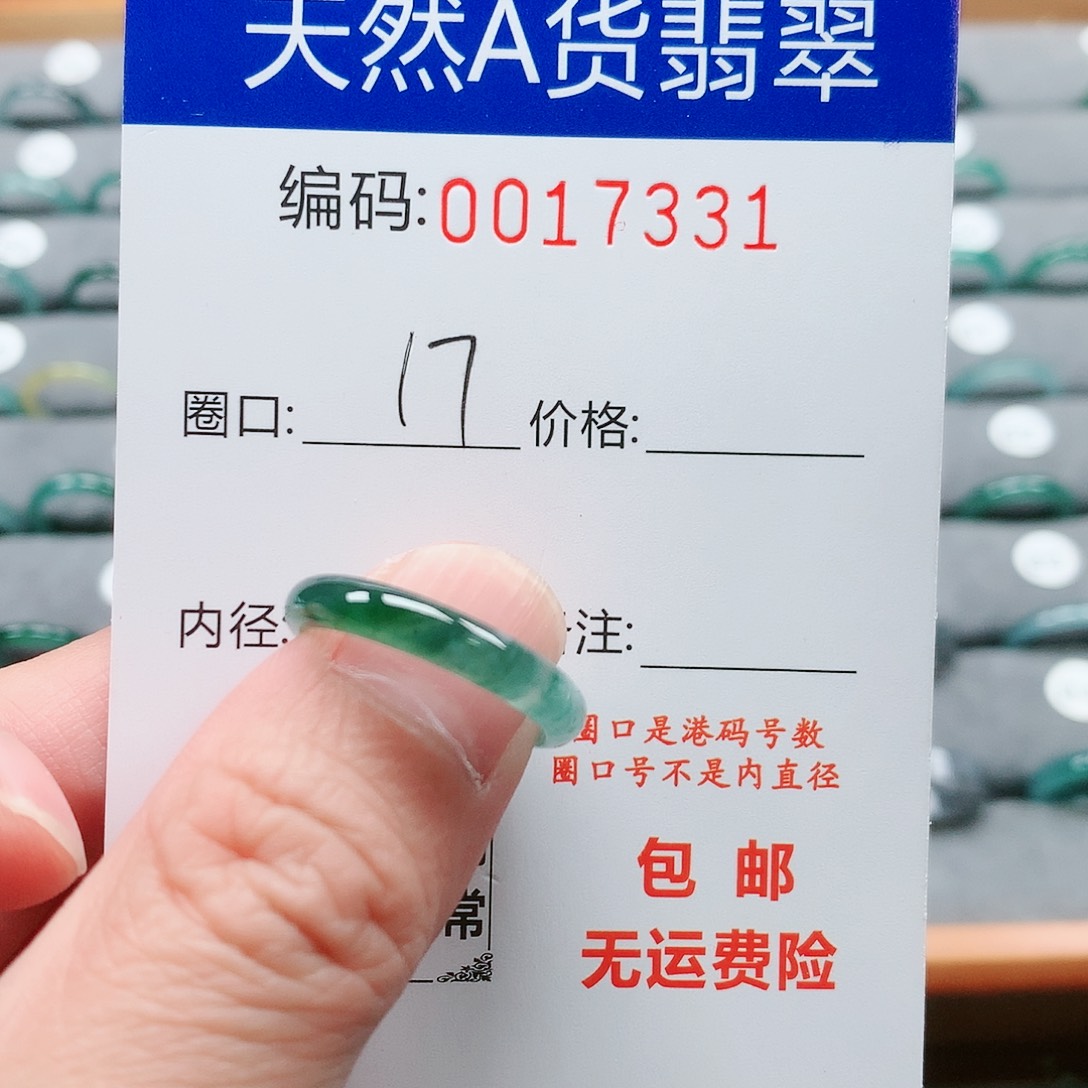 天然A货翡翠
编码:0017331
圈口: 17 价格:
内径: 注:
圈口是港码号数
圈口号不是内直径
包邮
常
无运费险